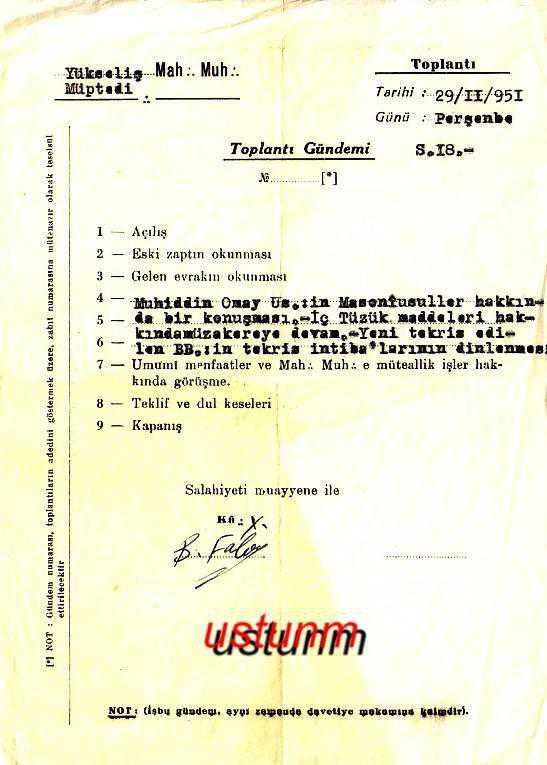 Yükseliş Mah∴ Muh∴
Müptedi
∴
Toplantı
Tarihi : 29/II/95I
Günü : Perşenbe
Toplantı Gündemi
S.I8.-
№ ............ [*]
1 — Açılış
2 — Eski zaptın okunması
3 — Gelen evrakın okunması
4 — Muhiddin Omay Üs.:in Masonfusuller hakkın-
5 — da bir konuşması.-İç Tüzük maddeleri hak-
kındamüzakereye devam.-Yeni tekris edi-
6 — len BB.:in tekris intiba'larının dinlenmesi
7 — Umumî menfaatler ve Mah∴ Muh∴ e müteallik işler hak-
kında görüşme.
8 — Teklif ve dul keseleri
9 — Kapanış
Salahiyeti muayyene ile
Kâ∴
B.
ustunm
NOT : (İşbu gündem, aynı zamanda davetiye makamına kaimdir).
[*] NOT : Gündem numarası, toplantıların adedini göstermek üzere, zabıt numarasına mütenazır olarak teselsül
ettirilecektir